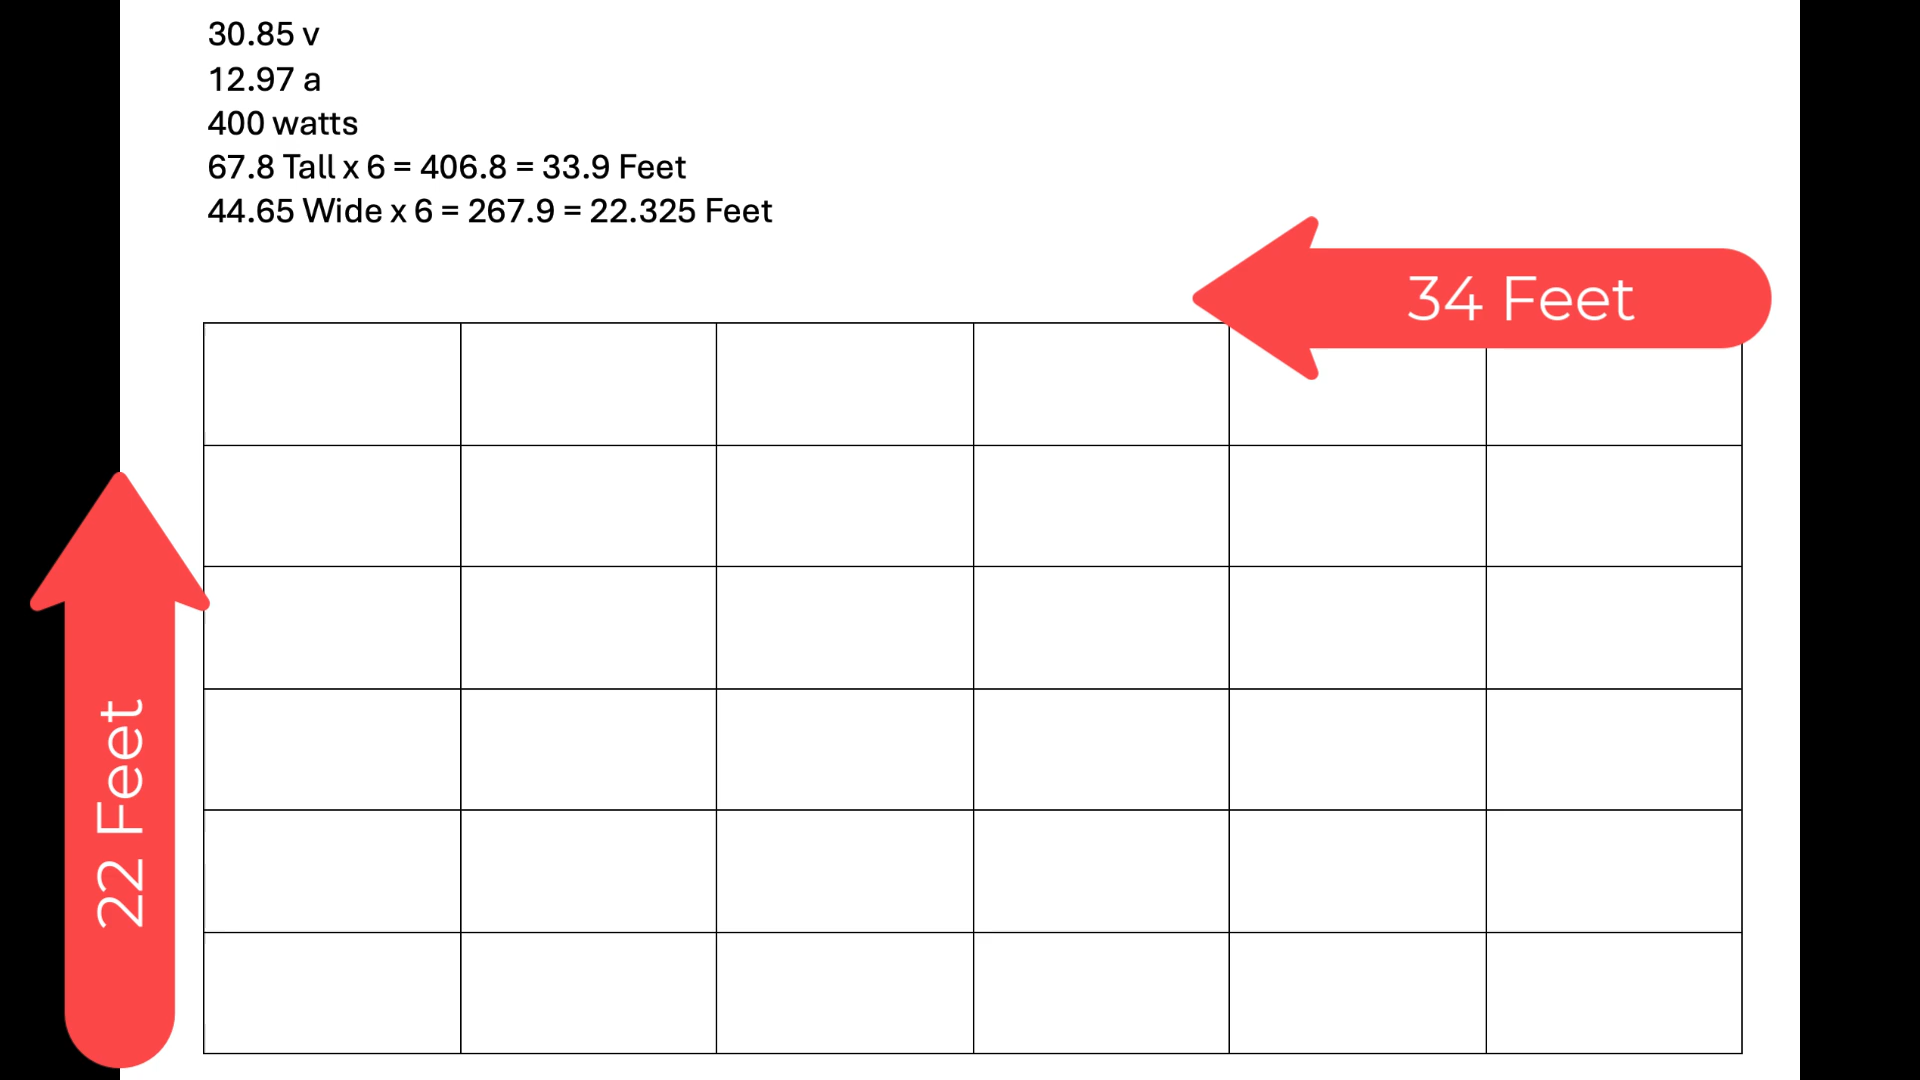 30.85 v
12.97 a
400 watts
67.8 Tall x 6 = 406.8 = 33.9 Feet
44.65 Wide x 6 = 267.9 = 22.325 Feet
34 Feet
22 Feet